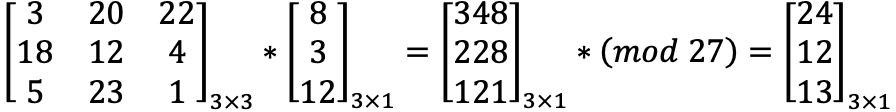 [3 20 22; 18 12 4; 5 23 1]3×3 * [8; 3; 12]3×1 = [348; 228; 121]3×1 * (mod 27) = [24; 12; 13]3×1